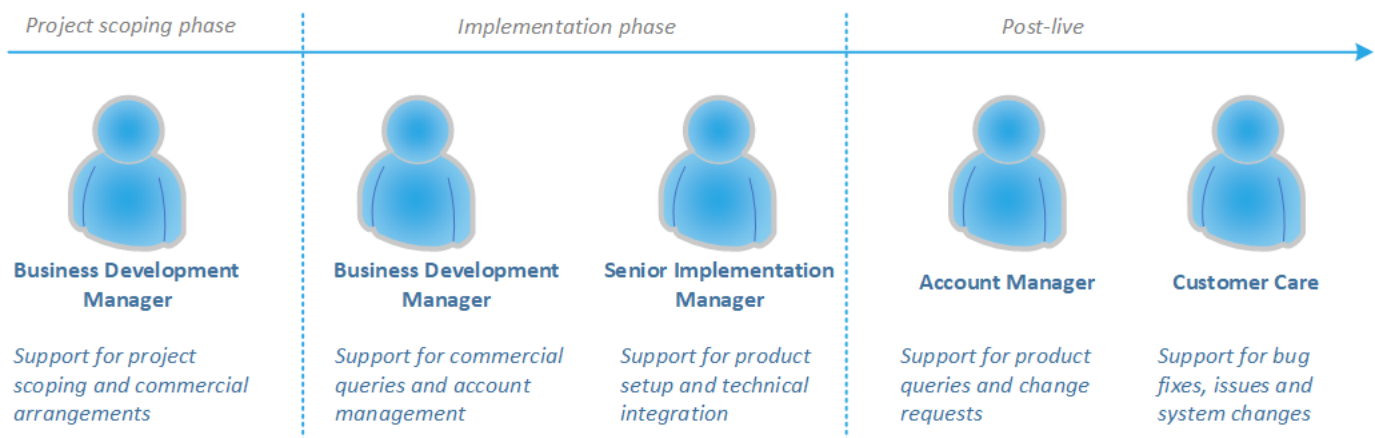 Project scoping phase
Implementation phase
Post-live
Business Development
Manager
Support for project
scoping and commercial
arrangements
Business Development
Manager
Support for commercial
queries and account
management
Senior Implementation
Manager
Support for product
setup and technical
integration
Account Manager
Support for product
queries and change
requests
Customer Care
Support for bug
fixes, issues and
system changes